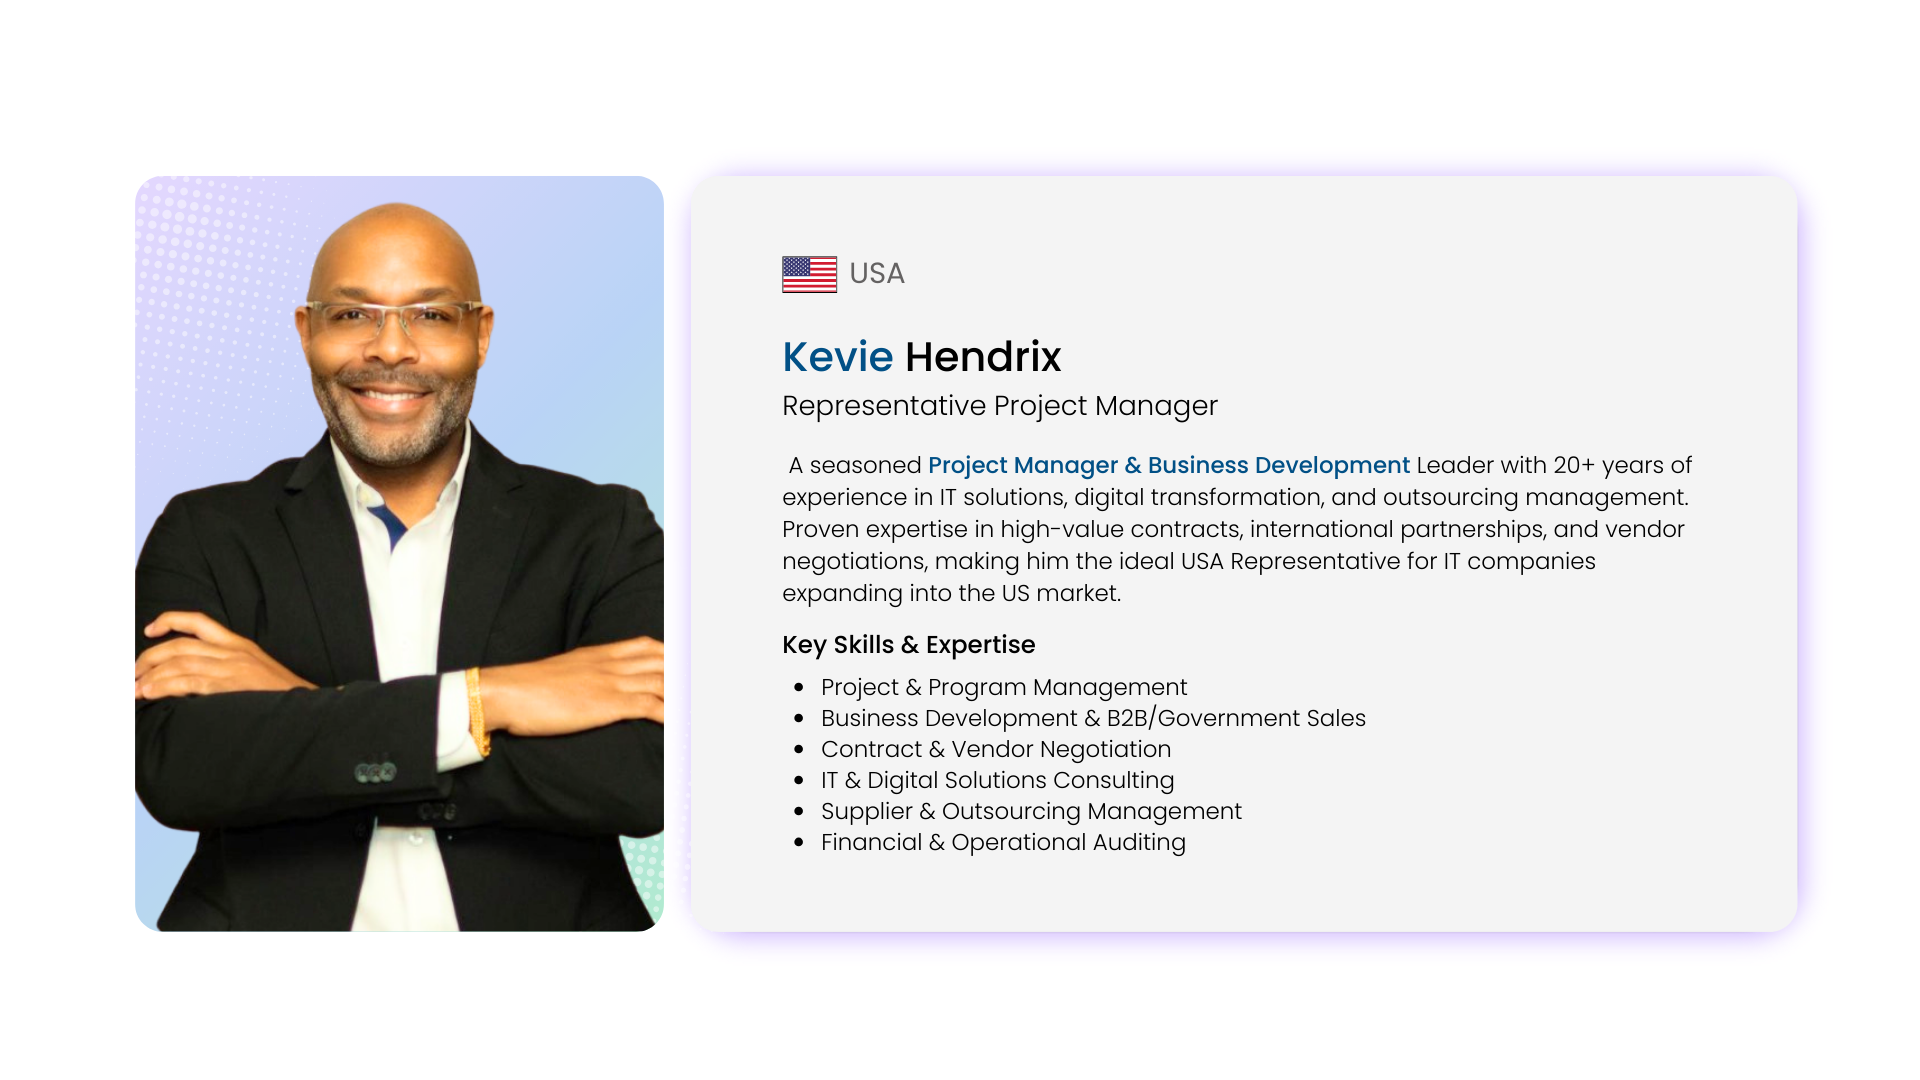 USA
Kevie Hendrix
Representative Project Manager
A seasoned Project Manager & Business Development Leader with 20+ years of
experience in IT solutions, digital transformation, and outsourcing management.
Proven expertise in high-value contracts, international partnerships, and vendor
negotiations, making him the ideal USA Representative for IT companies
expanding into the US market.
Key Skills & Expertise
• Project & Program Management
• Business Development & B2B/Government Sales
• Contract & Vendor Negotiation
• IT & Digital Solutions Consulting
• Supplier & Outsourcing Management
• Financial & Operational Auditing